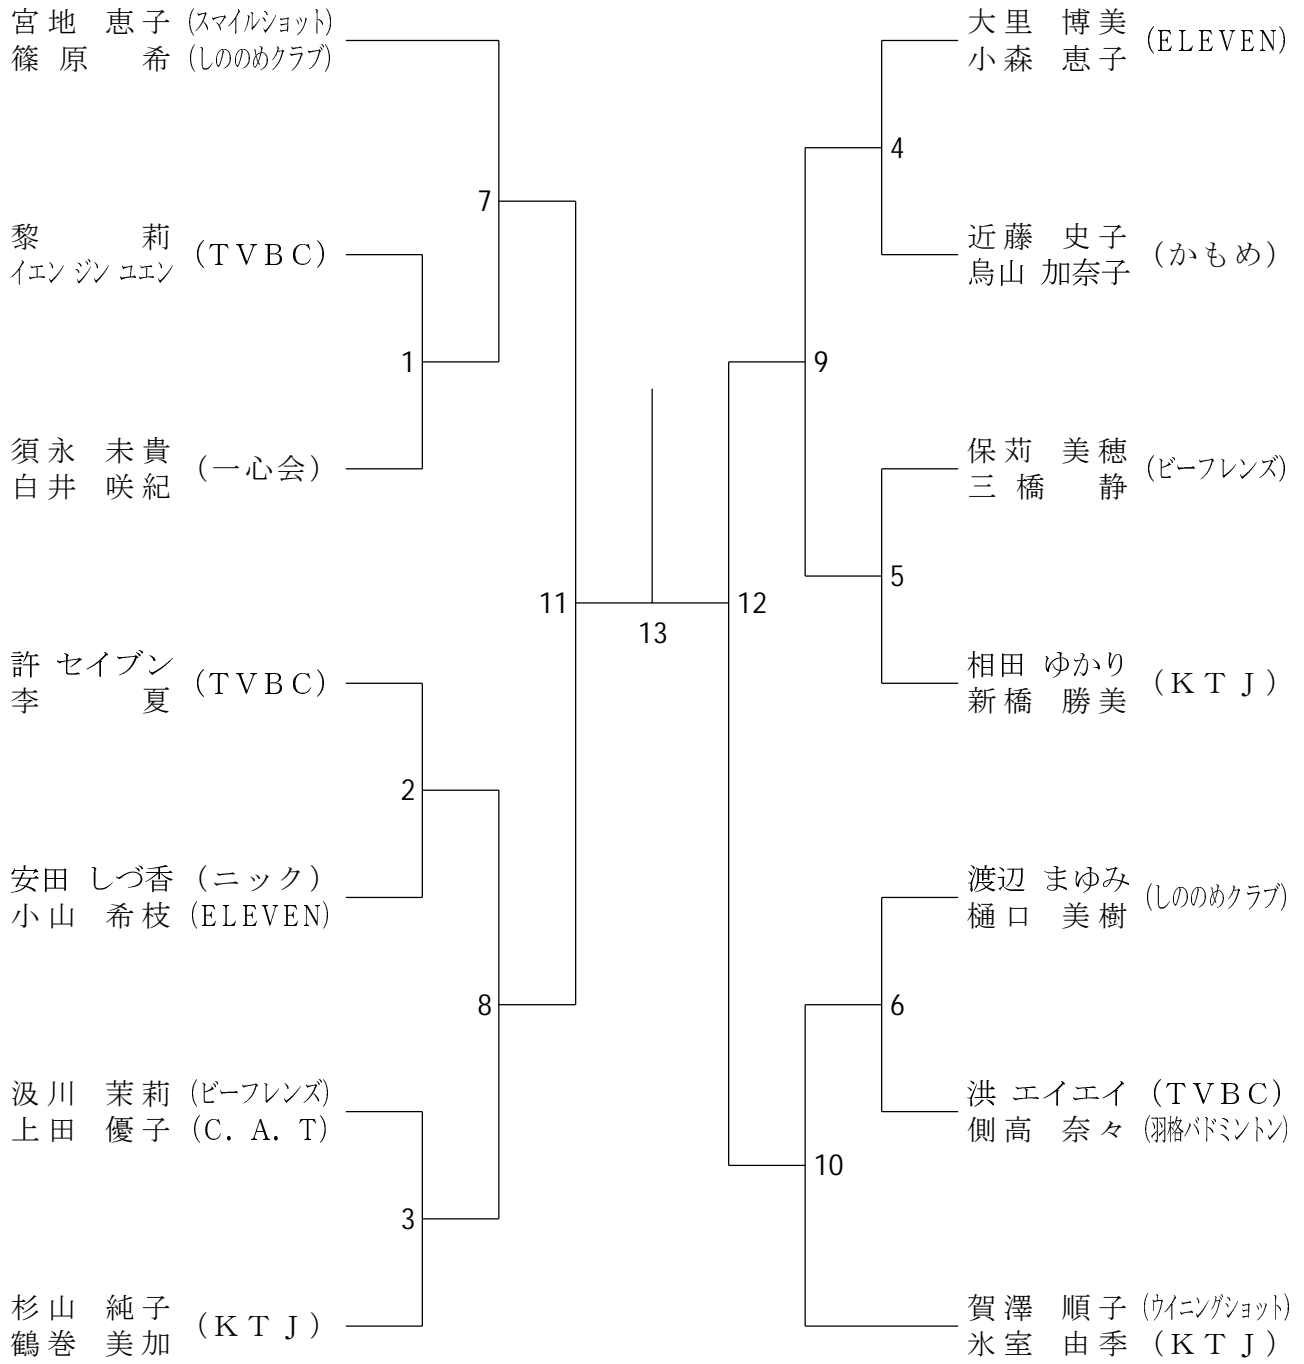 宮地 恵子 (スマイルショット)
篠原 希 (しののめクラブ)
7
黎 莉 (TVBC)
イエン ジン ユエン
1
須永 未貴 (一心会)
白井 咲紀
11
許 セイブン (TVBC)
李 夏
2
安田 しづ香 (ニック)
小山 希枝 (ELEVEN)
8
汲川 茉莉 (ビーフレンズ)
上田 優子 (C. A. T)
3
杉山 純子 (KTJ)
鶴巻 美加
13
大里 博美 (ELEVEN)
小森 恵子
4
近藤 史子 (かもめ)
烏山 加奈子
9
保苅 美穂 (ビーフレンズ)
三橋 静
5
相田 ゆかり (KTJ)
新橋 勝美
12
渡辺 まゆみ (しののめクラブ)
樋口 美樹
6
洪 エイエイ (TVBC)
側高 奈々 (羽格バドミントン)
10
賀澤 順子 (ウイニングショット)
氷室 由季 (KTJ)